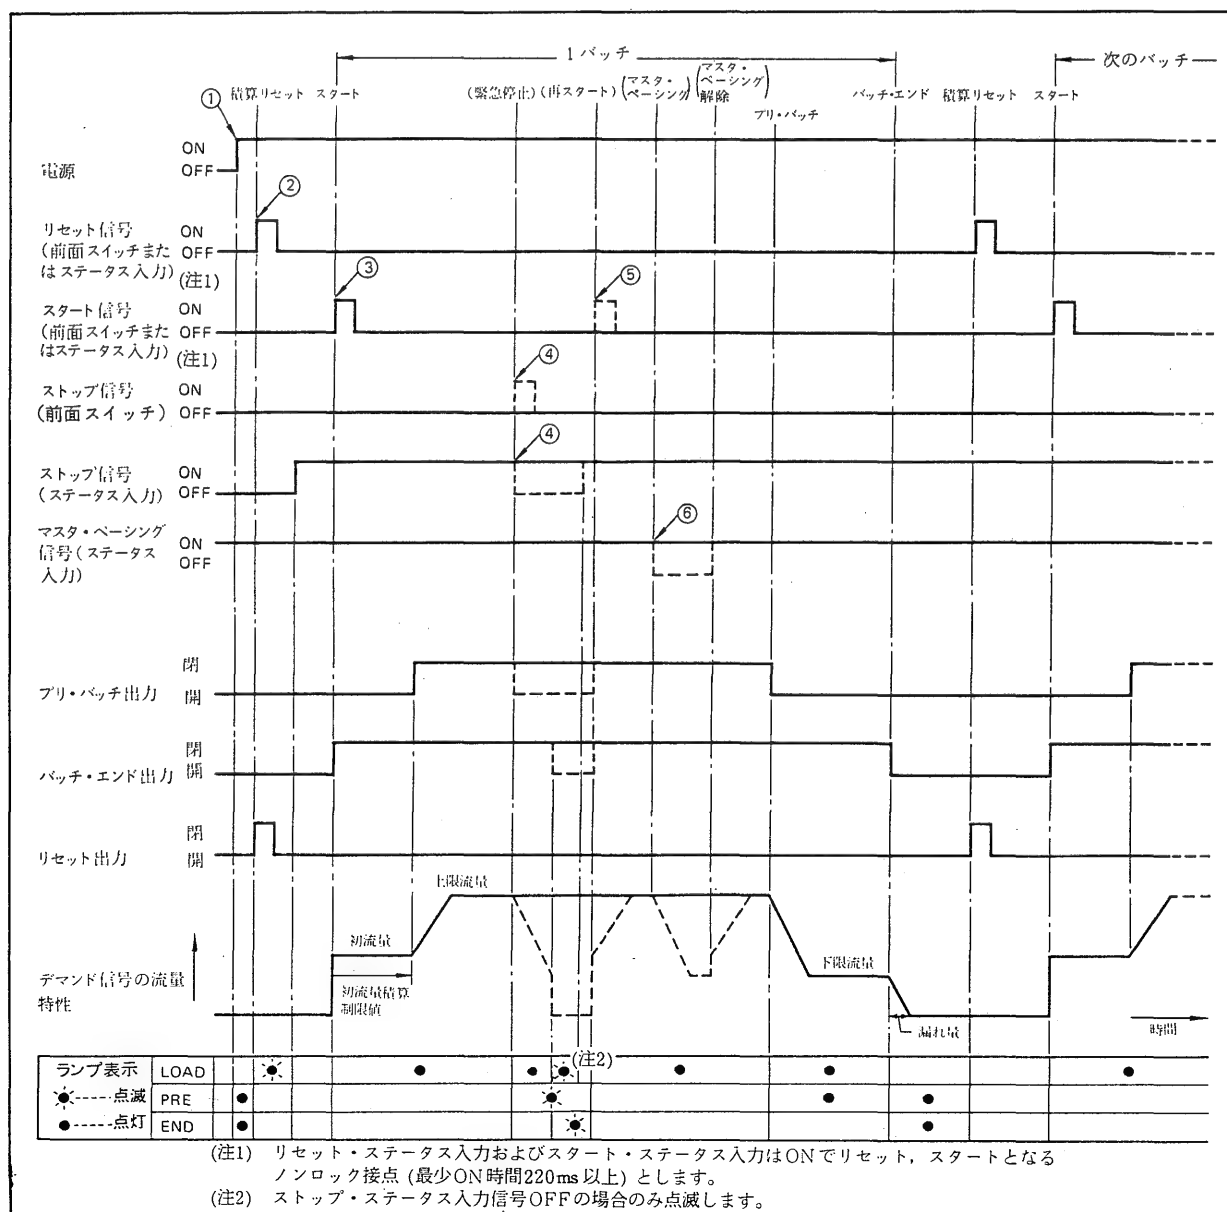 1 バッチ
次のバッチ
積算リセット スタート (緊急停止) (再スタート) (マスタ・ペーシング) (マスタ・ペーシング解除) プリ・バッチ バッチ・エンド 積算リセット スタート
①
電源 ON
OFF
②
リセット信号 ON
(前面スイッチまた OFF
はステータス入力) (注1)
③
⑤
スタート信号 ON
(前面スイッチまた OFF
はステータス入力) (注1)
④
ストップ信号 ON
(前面スイッチ) OFF
④
ストップ信号 ON
(ステータス入力) OFF
⑥
マスタ・ペーシング
信号(ステータス ON
入力) OFF
閉
プリ・バッチ出力 開
閉
バッチ・エンド出力 開
閉
リセット出力 開
上限流量
初流量
デマンド信号の流量
特性
初流量積算
制限値
下限流量
漏れ量
時間
ランプ表示 LOAD (注2)
-----点滅 PRE
-----点灯 END
(注1) リセット・ステータス入力およびスタート・ステータス入力はONでリセット,スタートとなる
ノンロック接点 (最少ON時間220ms以上) とします。
(注2) ストップ・ステータス入力信号OFFの場合のみ点滅します。